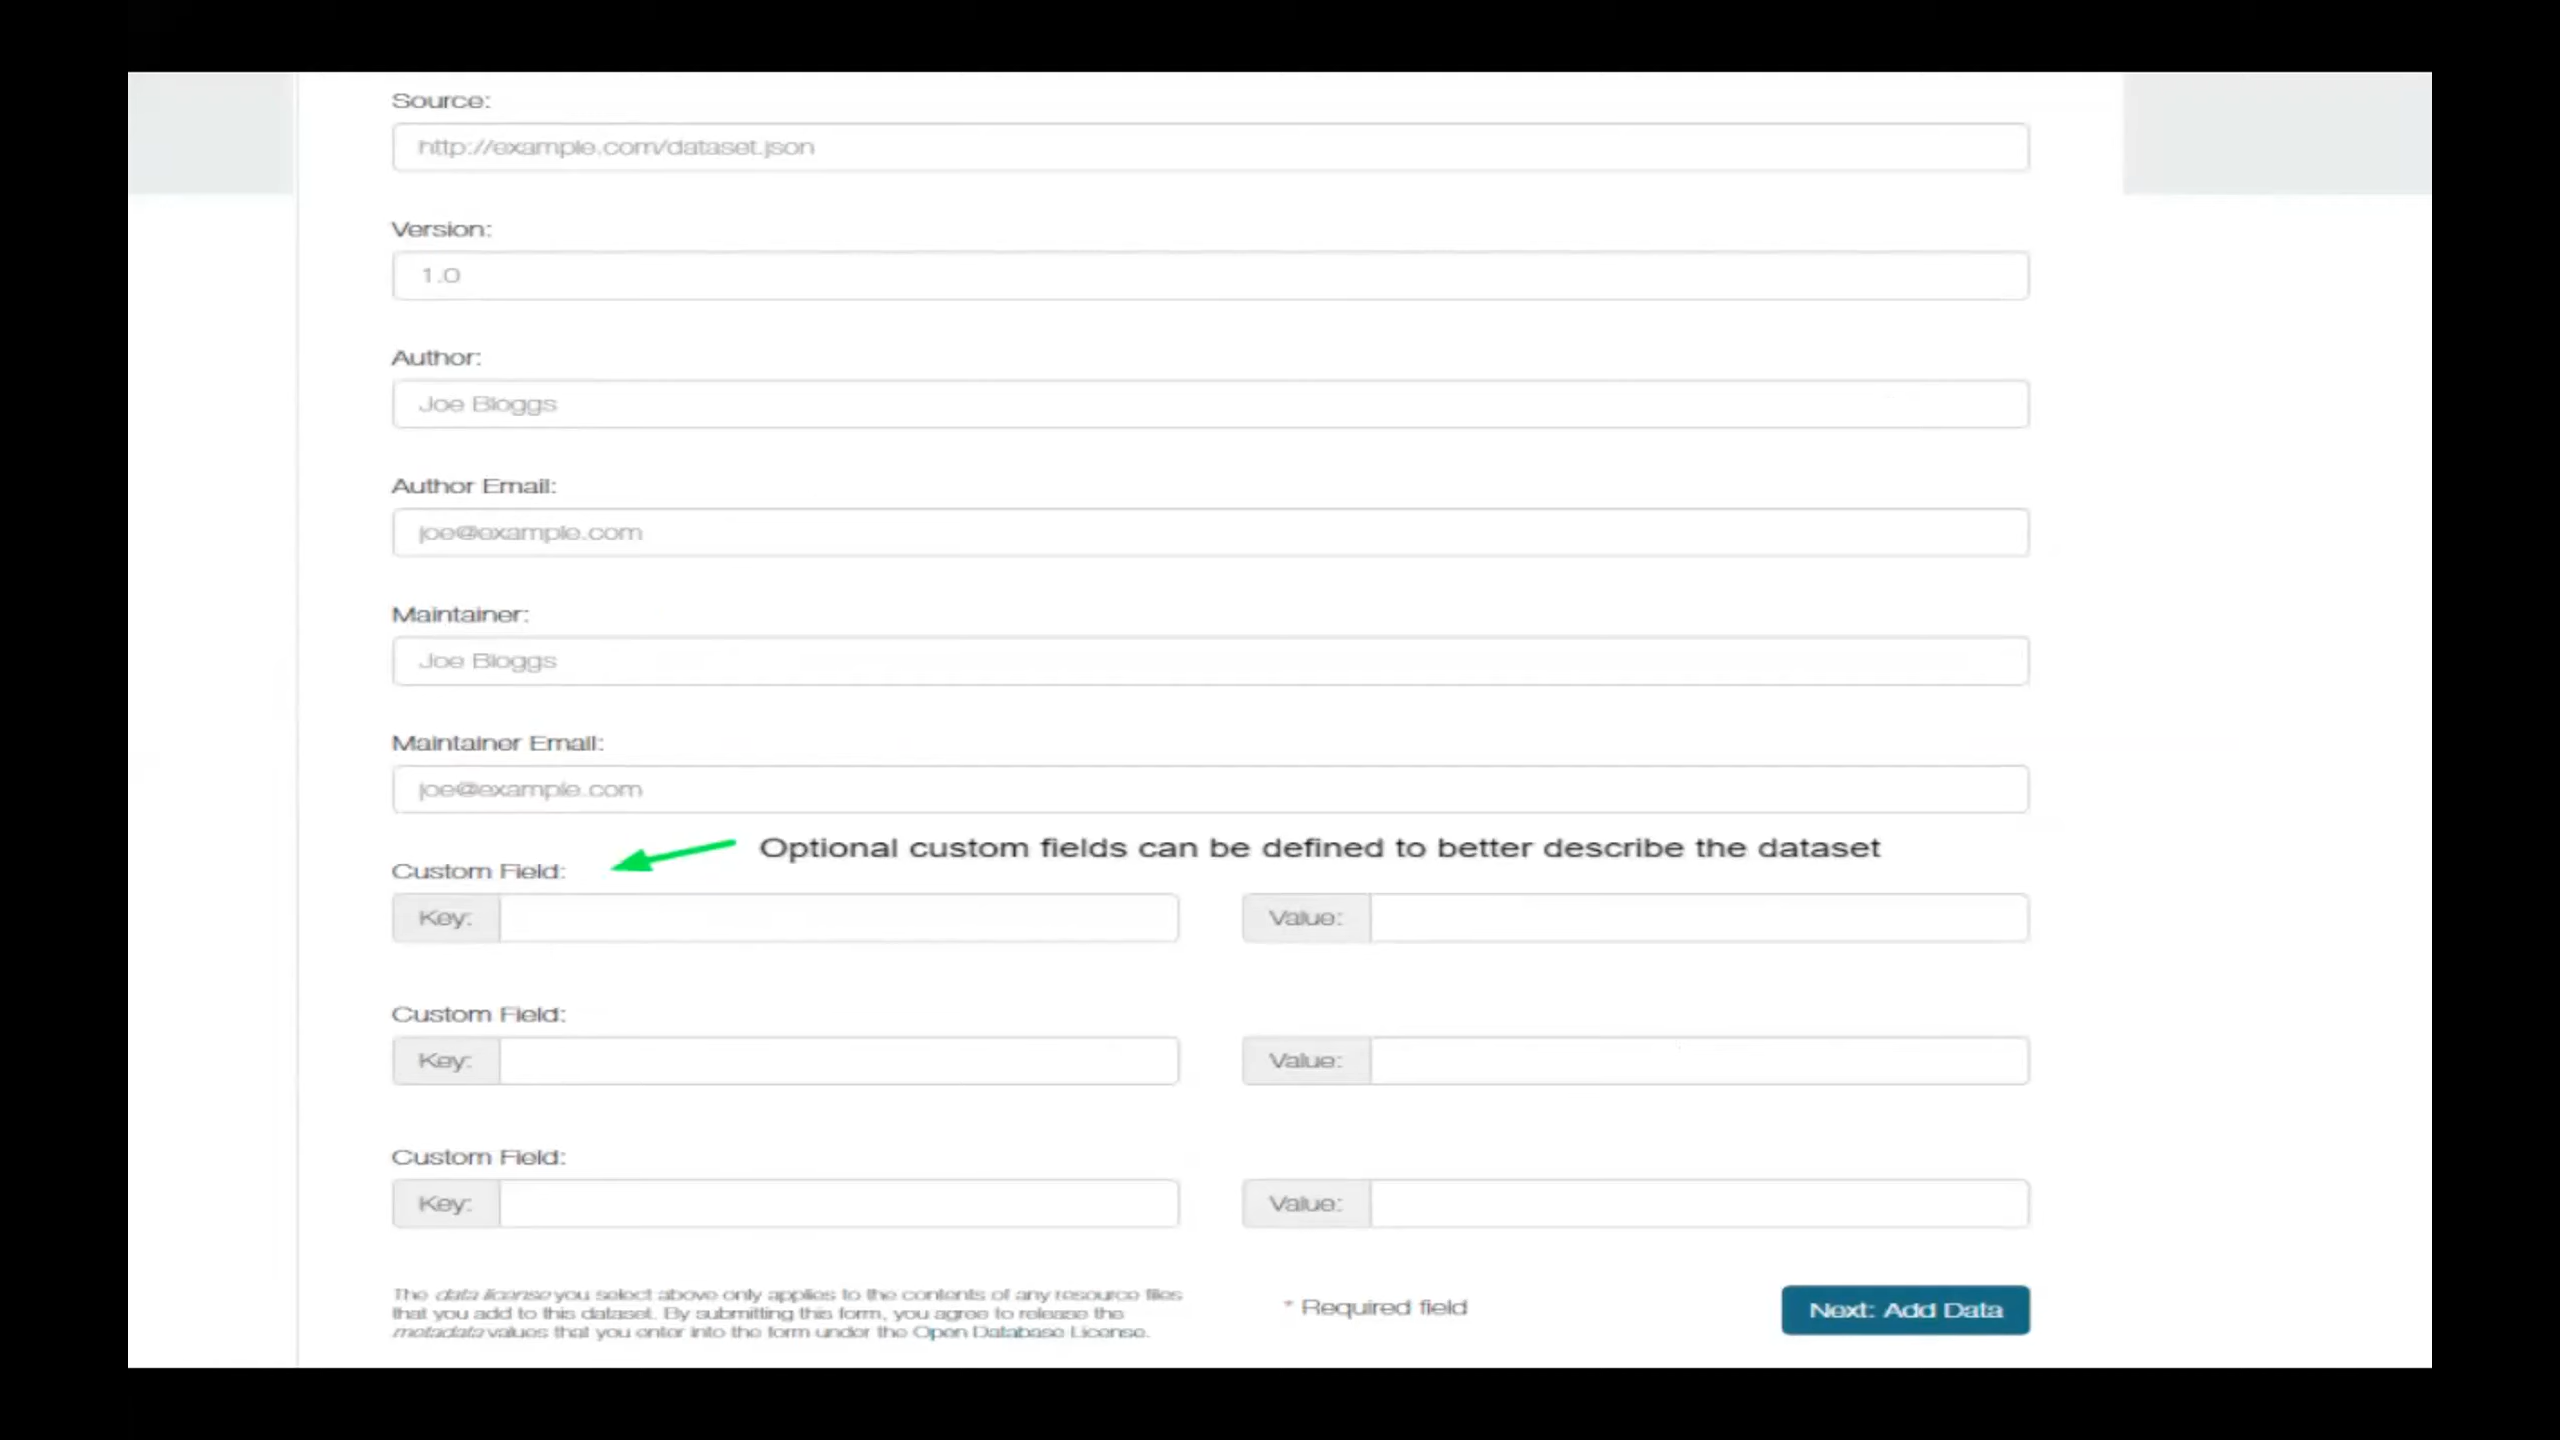 Source:
http://example.com/dataset.json
Version:
1.0
Author:
Joe Bloggs
Author Email:
joe@example.com
Maintainer:
Joe Bloggs
Maintainer Email:
joe@example.com
Optional custom fields can be defined to better describe the dataset
Custom Field:
Key: Value:
Custom Field:
Key: Value:
Custom Field:
Key: Value:
The data license you select above only applies to the contents of any resource files
that you add to this dataset. By submitting this form, you agree to release the
metadata values that you enter into the form under the Open Database License.
* Required field
Next: Add Data